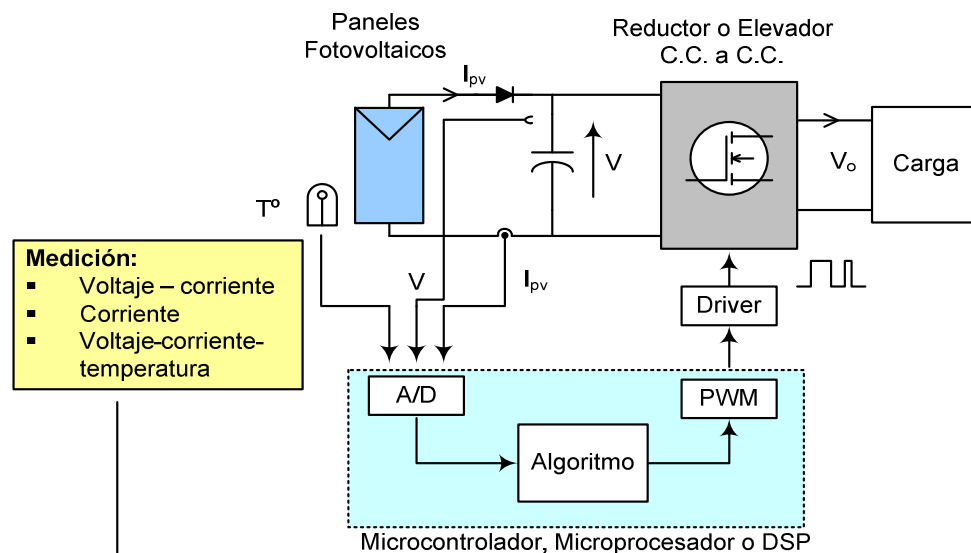 Paneles
Fotovoltaicos
Reductor o Elevador
C.C. a C.C.
Ipv
V
Vo
Carga
Tº
Medición:
▪ Voltaje – corriente
▪ Corriente
▪ Voltaje-corriente-
temperatura
V
Ipv
Driver
A/D
PWM
Algoritmo
Microcontrolador, Microprocesador o DSP